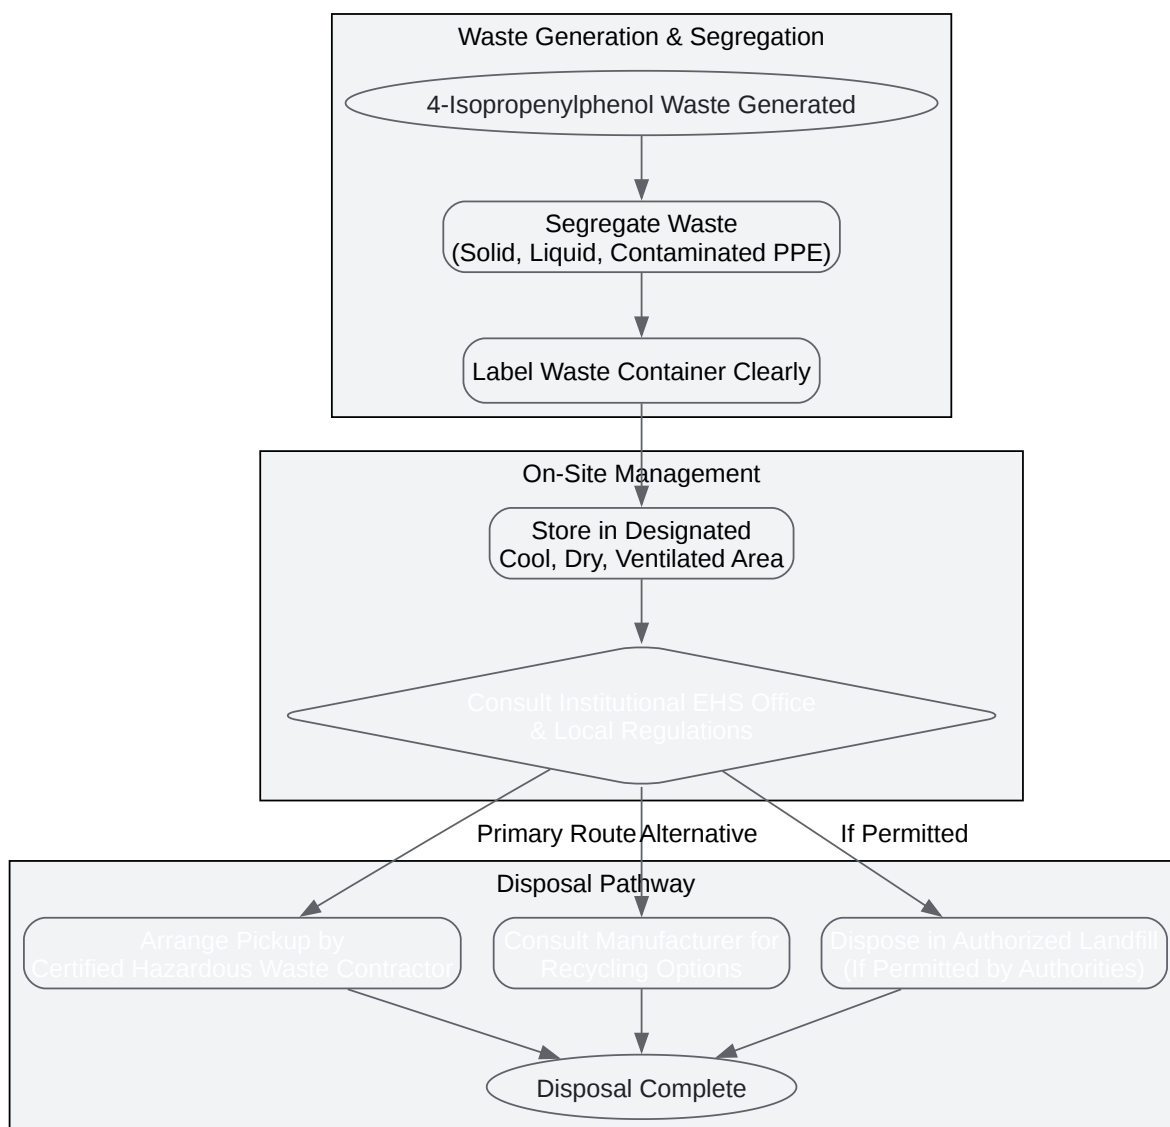 Waste Generation & Segregation
4-Isopropenylphenol Waste Generated
Segregate Waste
(Solid, Liquid, Contaminated PPE)
Label Waste Container Clearly
On-Site Management
Store in Designated
Cool, Dry, Ventilated Area
Consult Institutional EHS Office
& Local Regulations
Primary Route
Alternative
If Permitted
Disposal Pathway
Arrange Pickup by
Certified Hazardous Waste Contractor
Consult Manufacturer for
Recycling Options
Dispose in Authorized Landfill
(If Permitted by Authorities)
Disposal Complete